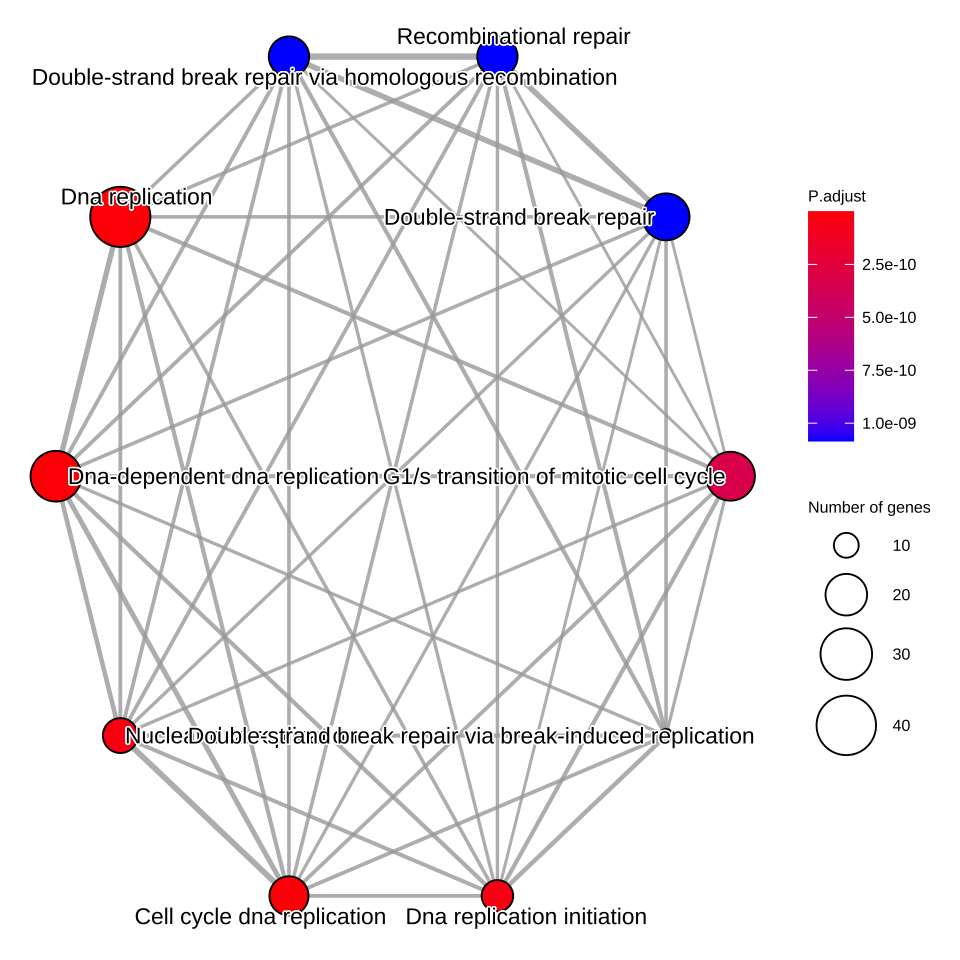 Recombinational repair
Double-strand break repair via homologous recombination
Dna replication
Double-strand break repair
Dna-dependent dna replication
G1/s transition of mitotic cell cycle
Double-strand break repair via break-induced replication
Cell cycle dna replication
Dna replication initiation
P.adjust
2.5e-10
5.0e-10
7.5e-10
1.0e-09
Number of genes
10
20
30
40